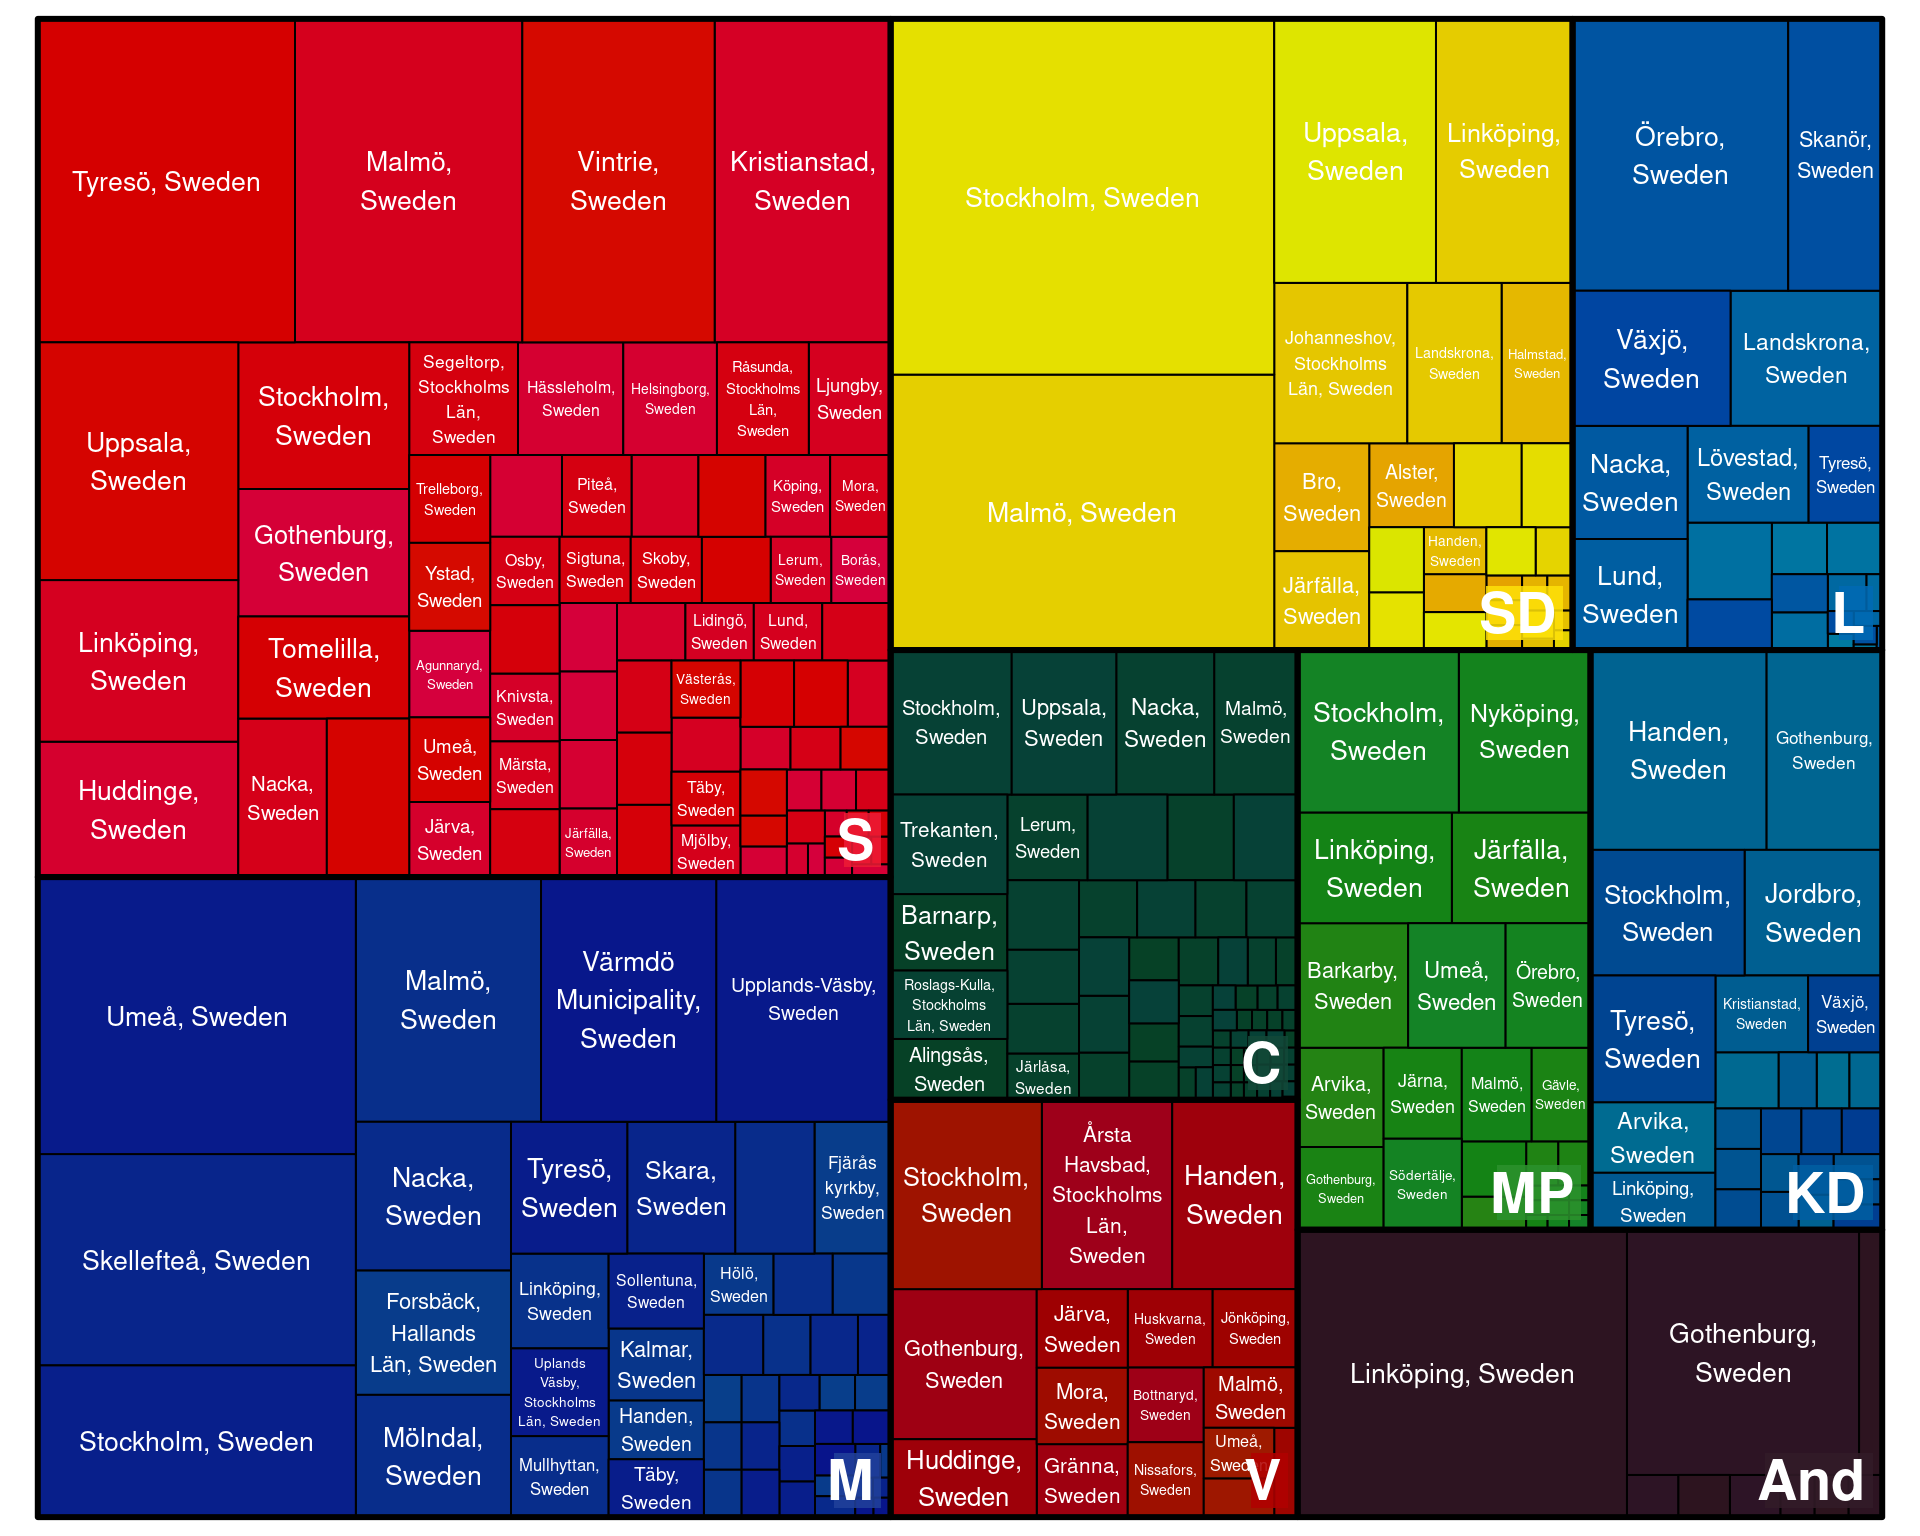 Tyresö, Sweden
Malmö,
Sweden
Vintrie,
Sweden
Kristianstad,
Sweden
Uppsala,
Sweden
Linköping,
Sweden
Huddinge,
Sweden
Stockholm,
Sweden
Gothenburg,
Sweden
Tomelilla,
Sweden
Nacka,
Sweden
Segeltorp,
Stockholms
Län,
Sweden
Hässleholm,
Sweden
Helsingborg,
Sweden
Råsunda,
Stockholms
Län,
Sweden
Ljungby,
Sweden
Trelleborg,
Sweden
Ystad,
Sweden
Agunnaryd,
Sweden
Umeå,
Sweden
Järva,
Sweden
Piteå,
Sweden
Köping,
Sweden
Mora,
Sweden
Osby,
Sweden
Sigtuna,
Sweden
Skoby,
Sweden
Lerum,
Sweden
Borås,
Sweden
Knivsta,
Sweden
Märsta,
Sweden
Järfälla,
Sweden
Lidingö,
Sweden
Lund,
Sweden
Västerås,
Sweden
Täby,
Sweden
Mjölby,
Sweden
S
Stockholm, Sweden
Malmö, Sweden
Uppsala,
Sweden
Linköping,
Sweden
Johanneshov,
Stockholms
Län, Sweden
Landskrona,
Sweden
Halmstad,
Sweden
Bro,
Sweden
Järfälla,
Sweden
Alster,
Sweden
Handen,
Sweden
SD
Örebro,
Sweden
Skanör,
Sweden
Växjö,
Sweden
Landskrona,
Sweden
Nacka,
Sweden
Lund,
Sweden
Lövestad,
Sweden
Tyresö,
Sweden
L
Umeå, Sweden
Skellefteå, Sweden
Stockholm, Sweden
Malmö,
Sweden
Värmdö
Municipality,
Sweden
Upplands-Väsby,
Sweden
Nacka,
Sweden
Forsbäck,
Hallands
Län, Sweden
Mölndal,
Sweden
Tyresö,
Sweden
Skara,
Sweden
Fjärås
kyrkby,
Sweden
Linköping,
Sweden
Uplands
Väsby,
Stockholms
Län, Sweden
Mullhyttan,
Sweden
Sollentuna,
Sweden
Kalmar,
Sweden
Handen,
Sweden
Täby,
Sweden
Hölö,
Sweden
M
Stockholm,
Sweden
Uppsala,
Sweden
Nacka,
Sweden
Malmö,
Sweden
Trekanten,
Sweden
Barnarp,
Sweden
Roslags-Kulla,
Stockholms
Län, Sweden
Alingsås,
Sweden
Lerum,
Sweden
Järlåsa,
Sweden
C
Stockholm,
Sweden
Årsta
Havsbad,
Stockholms
Län,
Sweden
Handen,
Sweden
Gothenburg,
Sweden
Huddinge,
Sweden
Järva,
Sweden
Huskvarna,
Sweden
Jönköping,
Sweden
Mora,
Sweden
Gränna,
Sweden
Bottnaryd,
Sweden
Nissafors,
Sweden
Malmö,
Sweden
Umeå,
Sweden
V
Stockholm,
Sweden
Nyköping,
Sweden
Linköping,
Sweden
Järfälla,
Sweden
Barkarby,
Sweden
Umeå,
Sweden
Örebro,
Sweden
Arvika,
Sweden
Gothenburg,
Sweden
Järna,
Sweden
Södertälje,
Sweden
Malmö,
Sweden
Gävle,
Sweden
MP
Handen,
Sweden
Gothenburg,
Sweden
Stockholm,
Sweden
Jordbro,
Sweden
Tyresö,
Sweden
Arvika,
Sweden
Linköping,
Sweden
Kristianstad,
Sweden
Växjö,
Sweden
KD
Linköping, Sweden
Gothenburg,
Sweden
And